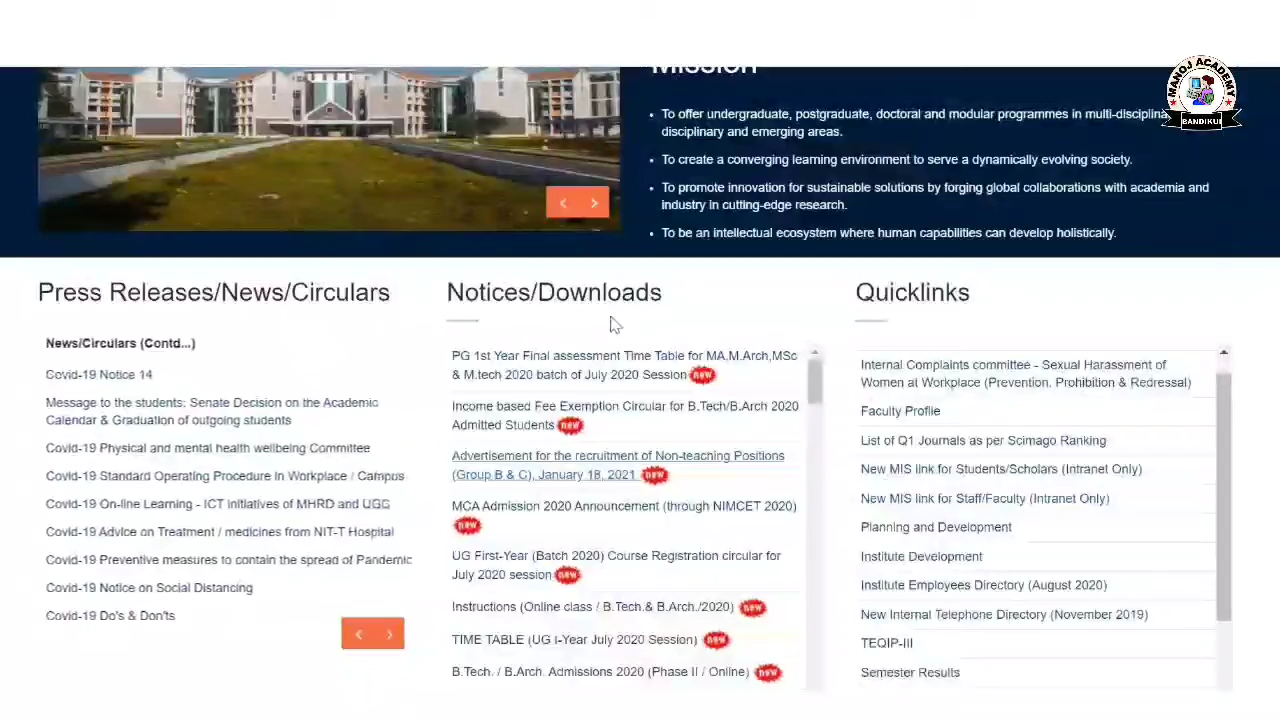 Mission
MANOJ ACADEMY
BANDIKUI
To offer undergraduate, postgraduate, doctoral and modular programmes in
disciplinary and emerging areas.
To create a converging learning environment to serve a dynamically evolving society.
To promote innovation for sustainable solutions by forging global collaborations with academia and
industry in cutting-edge research.
To be an intellectual ecosystem where human capabilities can develop holistically.
Press Releases/News/Circulars
News/Circulars (Contd...)
Covid-19 Notice 14
Message to the students: Senate Decision on the Academic
Calendar & Graduation of outgoing students
Covid-19 Physical and mental health wellbeing Committee
Covid-19 Standard Operating Procedure in Workplace / Campus
Covid-19 On-line Learning - ICT initiatives of MHRD and UGC
Covid-19 Advice on Treatment / medicines from NIT-T Hospital
Covid-19 Preventive measures to contain the spread of Pandemic
Covid-19 Notice on Social Distancing
Covid-19 Do's & Don'ts
Notices/Downloads
PG 1st Year Final assessment Time Table for MA,M.Arch,MSc
& M.tech 2020 batch of July 2020 Session new
Income based Fee Exemption Circular for B.Tech/B.Arch 2020
Admitted Students new
Advertisement for the recruitment of Non-teaching Positions
(Group B & C), January 18, 2021 new
MCA Admission 2020 Announcement (through NIMCET 2020)
new
UG First-Year (Batch 2020) Course Registration circular for
July 2020 session new
Instructions (Online class / B.Tech.& B.Arch./2020) new
TIME TABLE (UG I-Year July 2020 Session) new
B.Tech. / B.Arch. Admissions 2020 (Phase II / Online) new
Quicklinks
Internal Complaints committee - Sexual Harassment of
Women at Workplace (Prevention, Prohibition & Redressal)
Faculty Profile
List of Q1 Journals as per Scimago Ranking
New MIS link for Students/Scholars (Intranet Only)
New MIS link for Staff/Faculty (Intranet Only)
Planning and Development
Institute Development
Institute Employees Directory (August 2020)
New Internal Telephone Directory (November 2019)
TEQIP-III
Semester Results